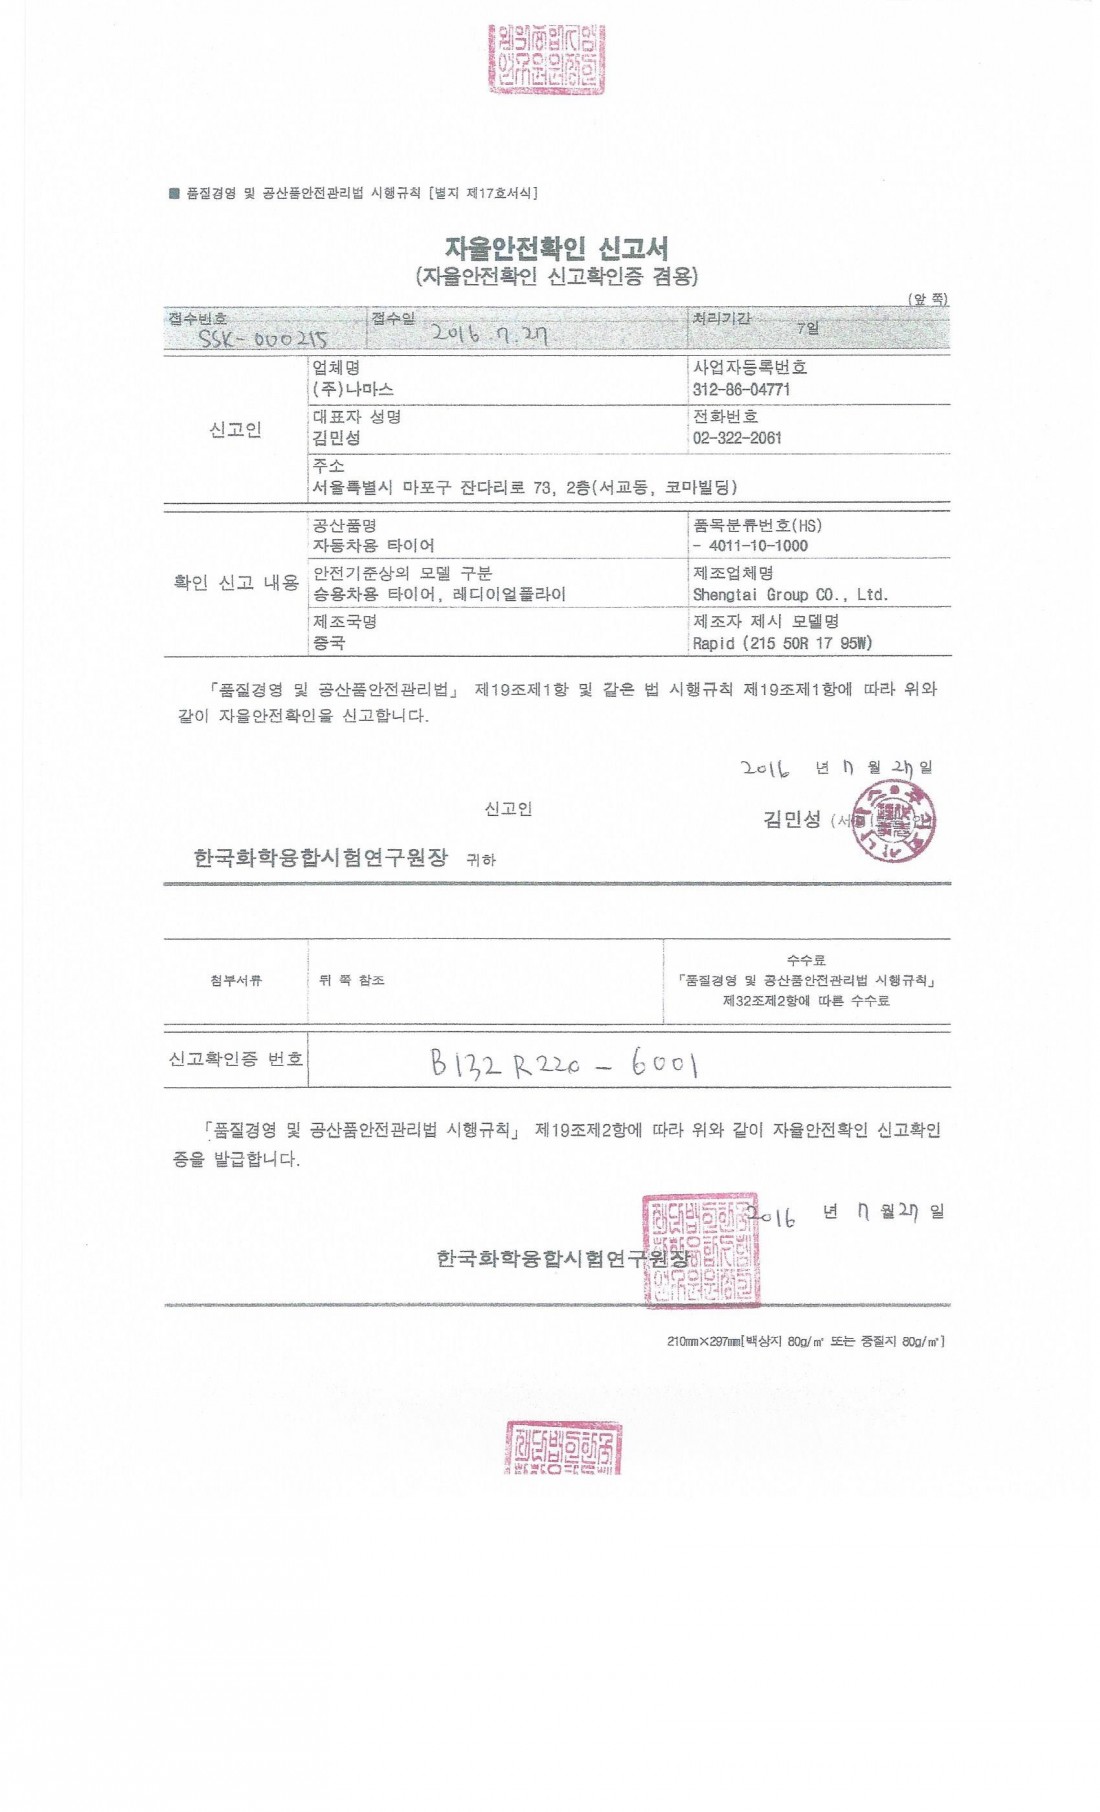 ■ 품질경영 및 공산품안전관리법 시행규칙 [별지 제17호서식]
자율안전확인 신고서
(자율안전확인 신고확인증 겸용)
(앞 쪽)
접수번호 접수일 처리기간
SSK-000215 2016.7.27 7일
업체명 사업자등록번호
(주)나마스 312-86-04771
신고인
대표자 성명 전화번호
김민성 02-322-2061
주소
서울특별시 마포구 잔다리로 73, 2층(서교동, 코마빌딩)
공산품명 품목분류번호(HS)
자동차용 타이어 - 4011-10-1000
확인 신고 내용
안전기준상의 모델 구분 제조업체명
승용차용 타이어, 레디이얼플라이 Shengtai Group CO., Ltd.
제조국명 제조자 제시 모델명
중국 Rapid (215 50R 17 95W)
「품질경영 및 공산품안전관리법」 제19조제1항 및 같은 법 시행규칙 제19조제1항에 따라 위와
같이 자율안전확인을 신고합니다.
2016 년 7 월 27 일
신고인 김민성 (서
한국화학융합시험연구원장 귀하
첨부서류 뒤 쪽 참조
수수료
「품질경영 및 공산품안전관리법 시행규칙」
제32조제2항에 따른 수수료
신고확인증 번호 B132R220-6001
「품질경영 및 공산품안전관리법 시행규칙」 제19조제2항에 따라 위와 같이 자율안전확인 신고확인
증을 발급합니다.
2016 년 7 월 27 일
한국화학융합시험연구원장
210mm×297mm[백상지 80g/㎡ 또는 중질지 80g/㎡]